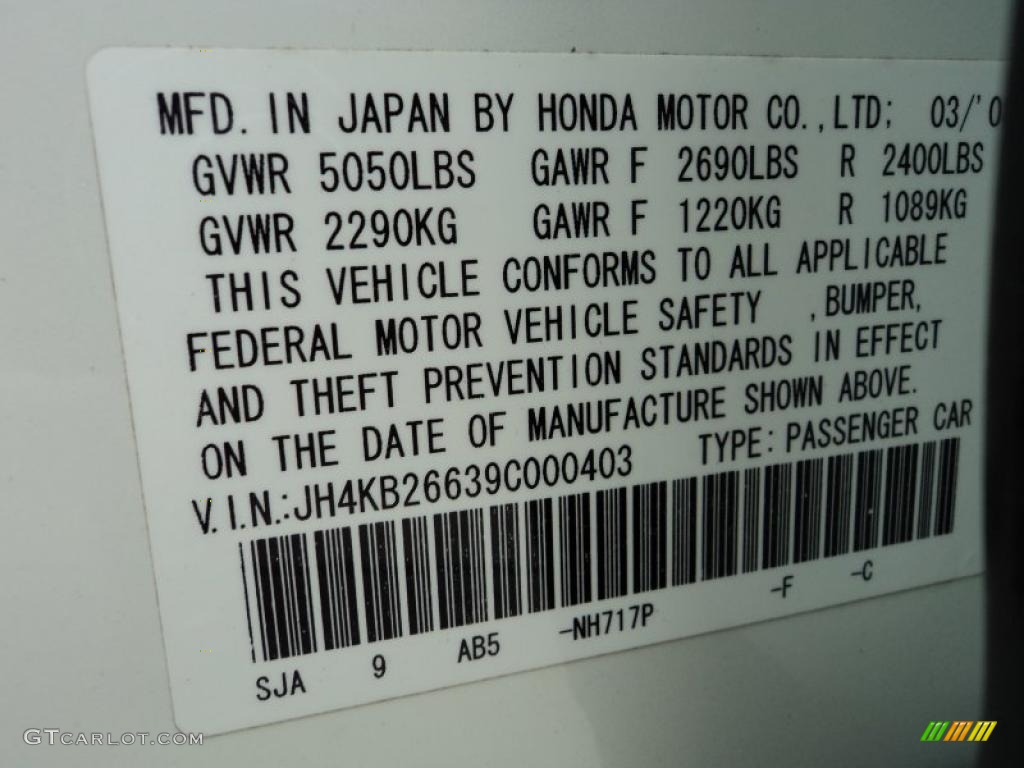 MFD. IN JAPAN BY HONDA MOTOR CO.,LTD; 03/'0
GVWR 5050LBS GAWR F 2690LBS R 2400LBS
GVWR 2290KG GAWR F 1220KG R 1089KG
THIS VEHICLE CONFORMS TO ALL APPLICABLE
FEDERAL MOTOR VEHICLE SAFETY , BUMPER,
AND THEFT PREVENTION STANDARDS IN EFFECT
ON THE DATE OF MANUFACTURE SHOWN ABOVE.
V.I.N.:JH4KB26639C000403 TYPE: PASSENGER CAR
SJA 9 AB5 -NH717P -F -C
GTCARLOT.COM